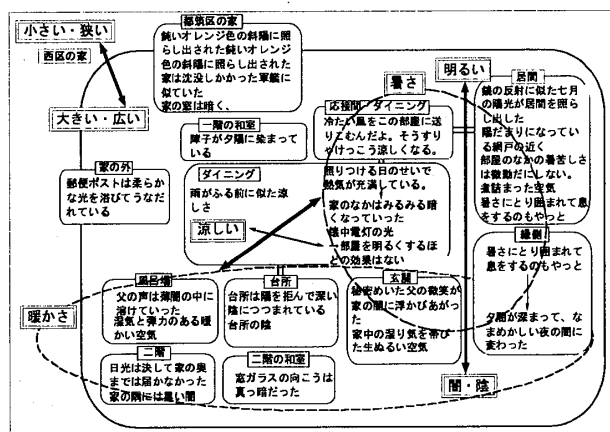 小さい・狭い
西区の家
大きい・広い
都筑区の家
鈍いオレンジ色の斜陽に照
らし出された鈍いオレンジ
色の斜陽に照らし出された
家は沈没しかかった軍艦に
似ていた
家の窓は暗く、
一階の和室
障子が夕陽に染まって
いる
暑さ
明るい
応接間・ダイニング
冷たい風をこの部屋に送
りこむんだよ。そうすり
ゃけっこう涼しくなる。
居間
鏡の反射に似た七月
の陽光が居間を照ら
し出した
陽だまりになってい
る網戸の近く
部屋のなかの暑苦しさ
は微動だにしない。
煮詰まった空気
暑さにとり囲まれて息
をするのもやっと
家の外
郵便ポストは柔らか
な光を浴びてうなだ
れている
ダイニング
雨がふる前に似た涼
しさ
涼しい
照りつける日のせいで
熱気が充満している。
家のなかはみるみる暗
くなっていった
懐中電灯の光
一部屋を明るくするほ
どの効果はない
縁側
暑さにとり囲まれて
息をするのもやっと
夕闇が深まって、な
まめかしい夜の闇に
変わった
暖かさ
風呂場
父の声は薄闇の中に
溶けていった
湿気と弾力のある暖
かい空気
台所
台所は陽を拒んで深い
陰につつまれている
台所の陰
玄関
秘密めいた父の微笑が
家の闇に浮かびあがっ
た
家中の湿り気を帯び
た生ぬるい空気
二階
日光は決して家の奥
までは届かなかった
家の隅には黒い闇
二階の和室
窓ガラスの向こうは
真っ暗だった
闇・陰